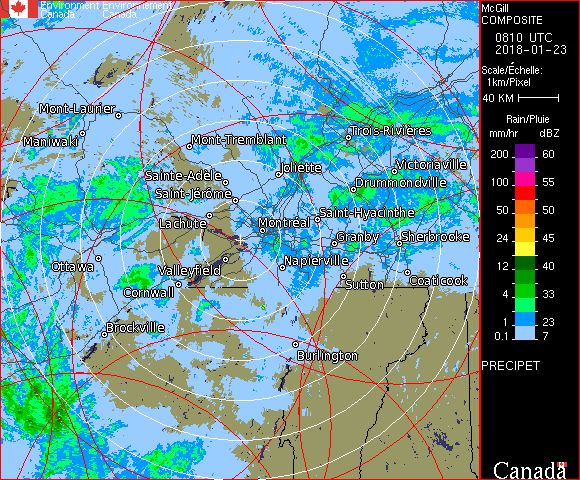 Environment Environnement
Canada Canada
McGill
COMPOSITE
0810 UTC
2018-01-23
Scale/Échelle:
1km/Pixel
40 KM
Rain/Pluie
mm/hr dBZ
200 60
100 55
50 50
24 45
12 40
4 33
1 23
0.1 7
PRECIPET
Canada
Mont-Laurier
Maniwaki
Mont-Tremblant
Trois-Rivières
Joliette
Victoriaville
Sainte-Adèle
Drummondville
Saint-Jérôme
Saint-Hyacinthe
Lachute
Montréal
Granby
Sherbrooke
Ottawa
Valleyfield
Napierville
Cornwall
Sutton
Coaticook
Brockville
Burlington